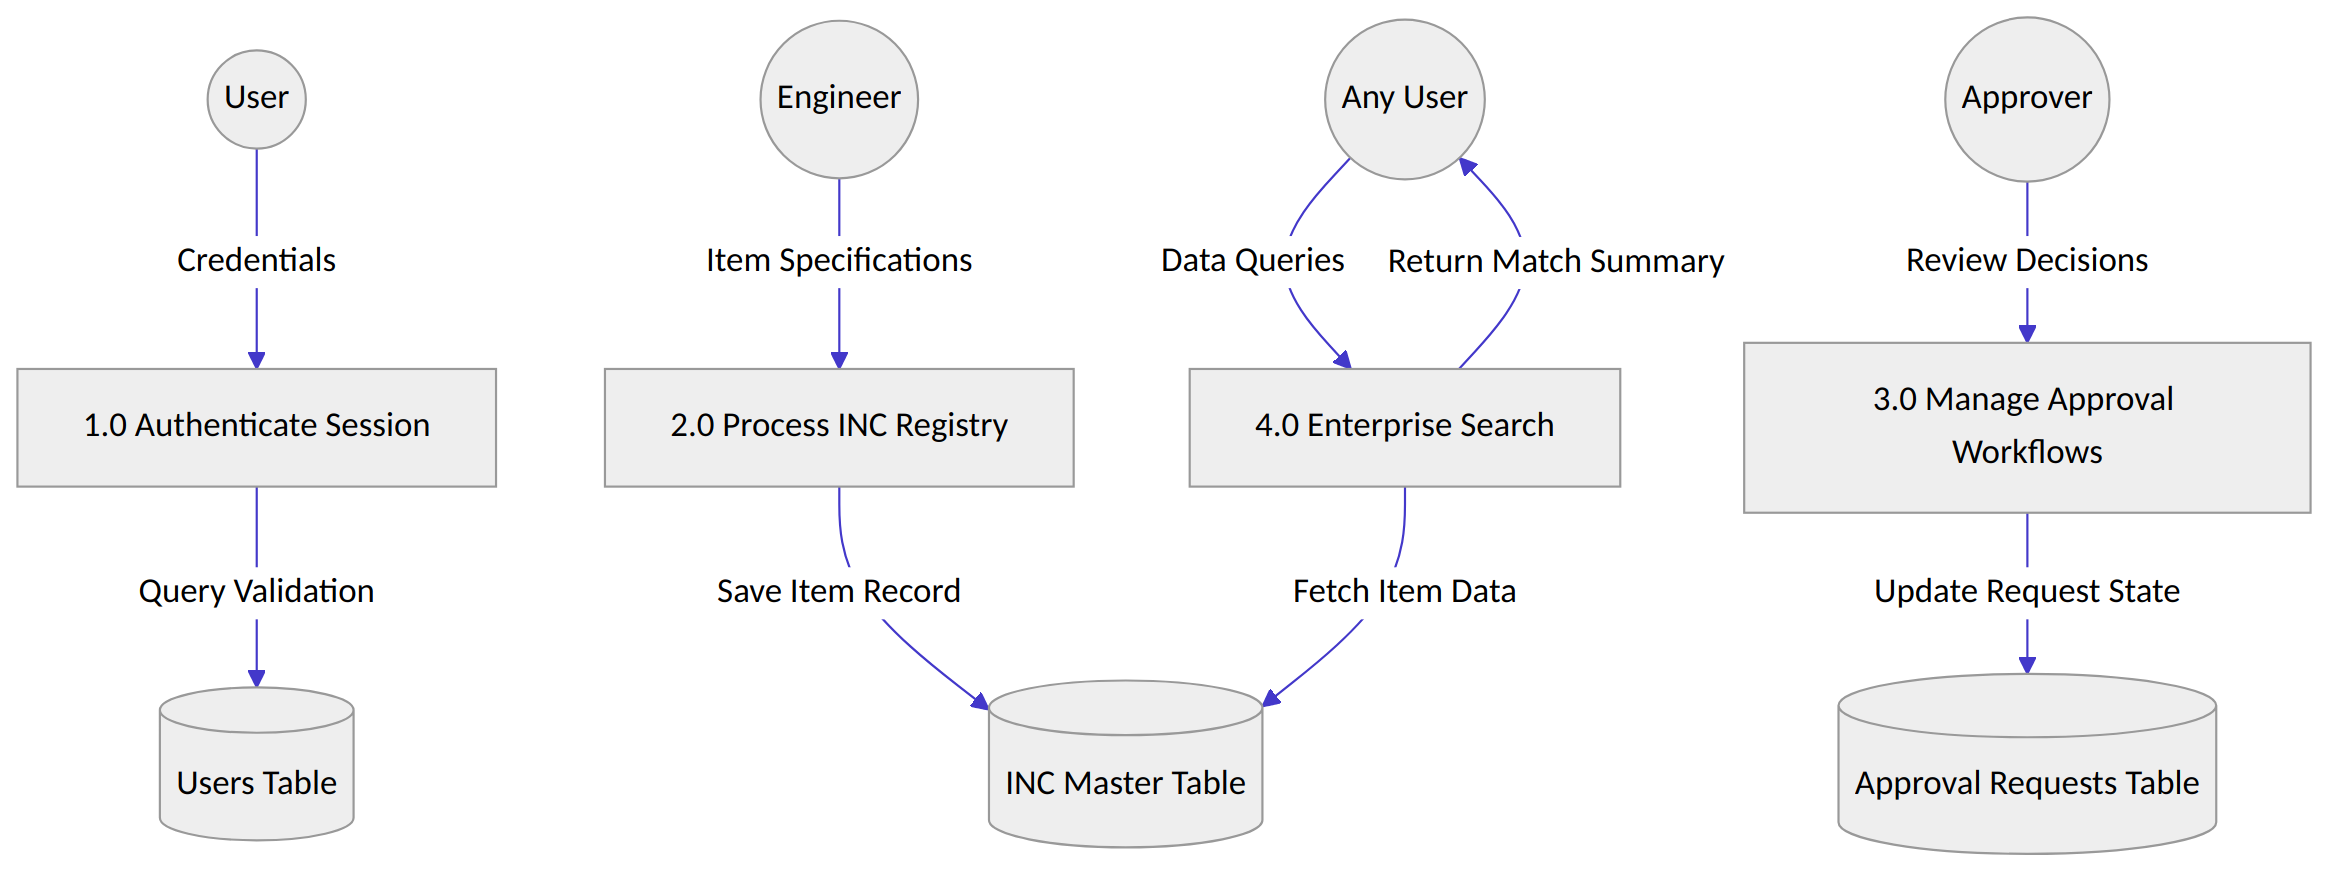 User
Engineer
Any User
Approver
Credentials
Item Specifications
Data Queries
Return Match Summary
Review Decisions
1.0 Authenticate Session
2.0 Process INC Registry
4.0 Enterprise Search
3.0 Manage Approval
Workflows
Query Validation
Save Item Record
Fetch Item Data
Update Request State
Users Table
INC Master Table
Approval Requests Table